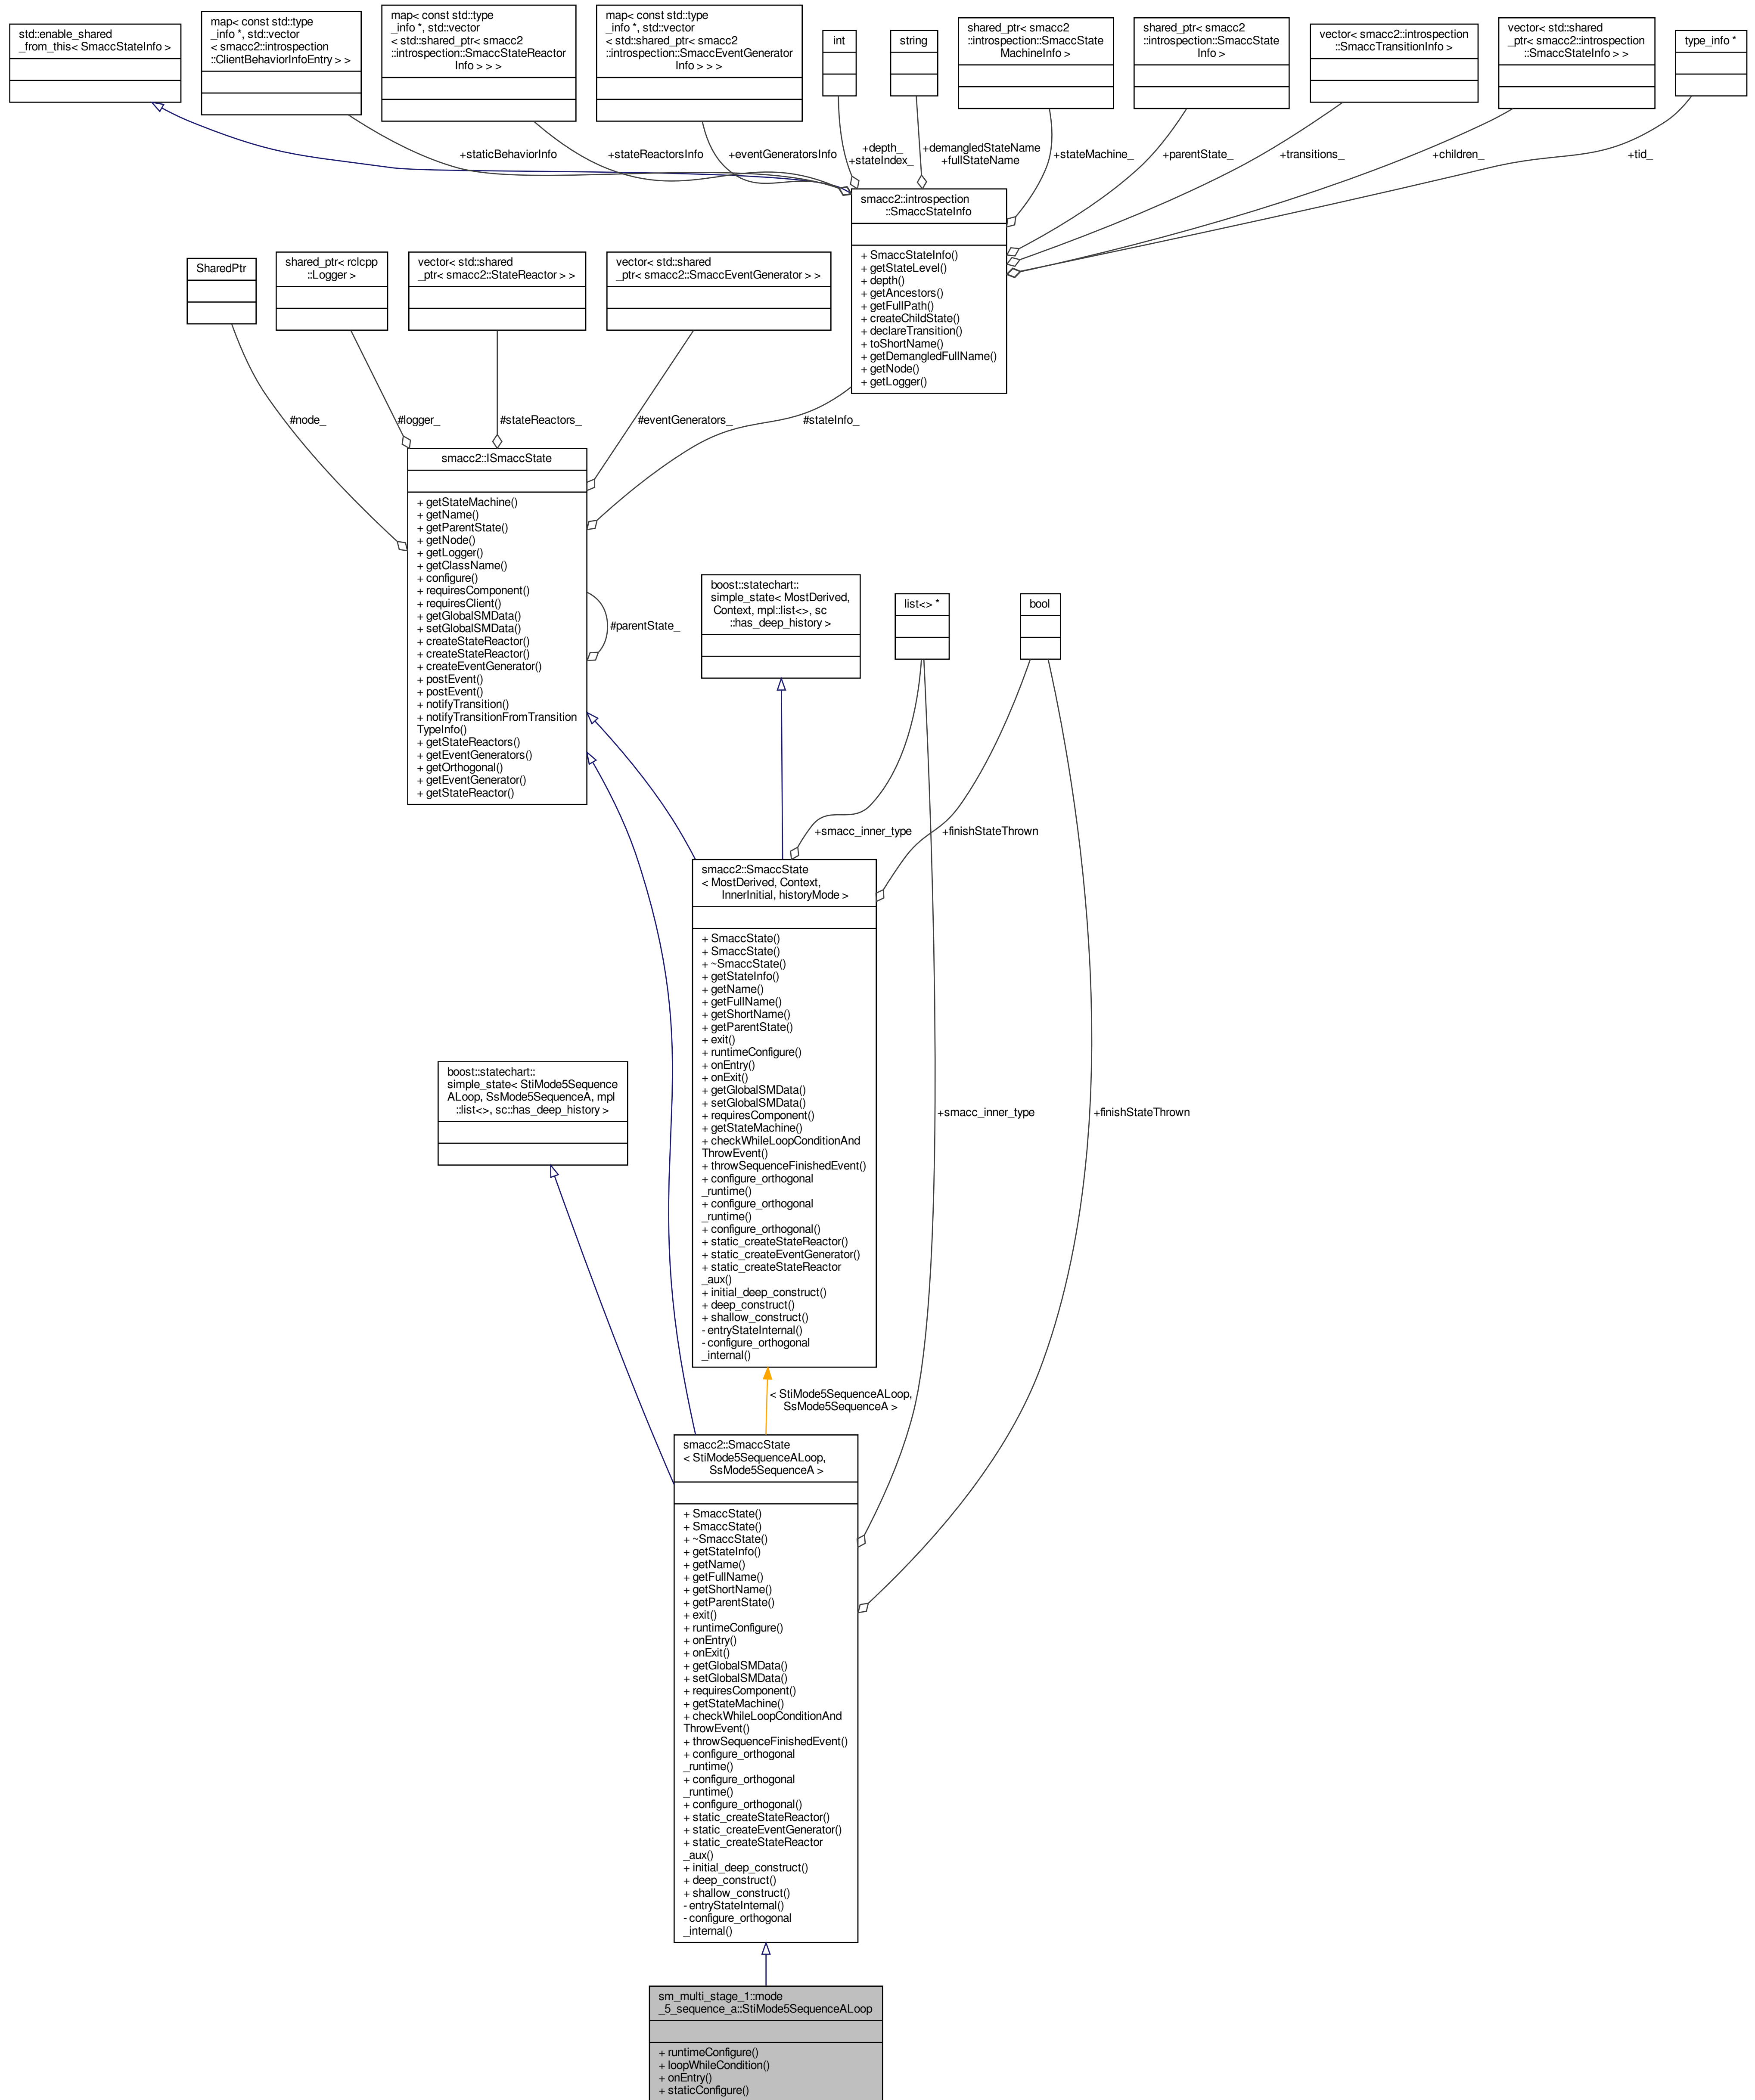 std::enable_shared
_from_this< SmaccStateInfo >
map< const std::type
_info *, std::vector
< smacc2::introspection
::ClientBehaviorInfoEntry > >
map< const std::type
_info *, std::vector
< std::shared_ptr< smacc2
::introspection::SmaccStateReactor
Info > > >
map< const std::type
_info *, std::vector
< std::shared_ptr< smacc2
::introspection::SmaccEventGenerator
Info > > >
int
string
shared_ptr< smacc2
::introspection::SmaccState
MachineInfo >
shared_ptr< smacc2
::introspection::SmaccState
Info >
vector< smacc2::introspection
::SmaccTransitionInfo >
vector< std::shared
_ptr< smacc2::introspection
::SmaccStateInfo > >
type_info *
+staticBehaviorInfo
+stateReactorsInfo
+eventGeneratorsInfo
+depth_
+stateIndex_
+demangledStateName
+fullStateName
+stateMachine_
+parentState_
+transitions_
+children_
+tid_
smacc2::introspection
::SmaccStateInfo
+ SmaccStateInfo()
+ getStateLevel()
+ depth()
+ getAncestors()
+ getFullPath()
+ createChildState()
+ declareTransition()
+ toShortName()
+ getDemangledFullName()
+ getNode()
+ getLogger()
SharedPtr
shared_ptr< rclcpp
::Logger >
vector< std::shared
_ptr< smacc2::StateReactor > >
vector< std::shared
_ptr< smacc2::SmaccEventGenerator > >
#node_
#logger_
#stateReactors_
#eventGenerators_
#stateInfo_
smacc2::ISmaccState
+ getStateMachine()
+ getName()
+ getParentState()
+ getNode()
+ getLogger()
+ getClassName()
+ configure()
+ requiresComponent()
+ requiresClient()
+ getGlobalSMData()
+ setGlobalSMData()
+ createStateReactor()
+ createStateReactor()
+ createEventGenerator()
+ postEvent()
+ postEvent()
+ notifyTransition()
+ notifyTransitionFromTransition
TypeInfo()
+ getStateReactors()
+ getEventGenerators()
+ getOrthogonal()
+ getEventGenerator()
+ getStateReactor()
#parentState_
boost::statechart::
simple_state< MostDerived,
Context, mpl::list<>, sc
::has_deep_history >
list<> *
bool
+smacc_inner_type
+finishStateThrown
smacc2::SmaccState
< MostDerived, Context,
InnerInitial, historyMode >
+ SmaccState()
+ SmaccState()
+ ~SmaccState()
+ getStateInfo()
+ getName()
+ getFullName()
+ getShortName()
+ getParentState()
+ exit()
+ runtimeConfigure()
+ onEntry()
+ onExit()
+ getGlobalSMData()
+ setGlobalSMData()
+ requiresComponent()
+ getStateMachine()
+ checkWhileLoopConditionAnd
ThrowEvent()
+ throwSequenceFinishedEvent()
+ configure_orthogonal
_runtime()
+ configure_orthogonal
_runtime()
+ configure_orthogonal()
+ static_createStateReactor()
+ static_createEventGenerator()
+ static_createStateReactor
_aux()
+ initial_deep_construct()
+ deep_construct()
+ shallow_construct()
- entryStateInternal()
- configure_orthogonal
_internal()
boost::statechart::
simple_state< StiMode5Sequence
ALoop, SsMode5SequenceA, mpl
::list<>, sc::has_deep_history >
+smacc_inner_type
+finishStateThrown
< StiMode5SequenceALoop,
SsMode5SequenceA >
smacc2::SmaccState
< StiMode5SequenceALoop,
SsMode5SequenceA >
+ SmaccState()
+ SmaccState()
+ ~SmaccState()
+ getStateInfo()
+ getName()
+ getFullName()
+ getShortName()
+ getParentState()
+ exit()
+ runtimeConfigure()
+ onEntry()
+ onExit()
+ getGlobalSMData()
+ setGlobalSMData()
+ requiresComponent()
+ getStateMachine()
+ checkWhileLoopConditionAnd
ThrowEvent()
+ throwSequenceFinishedEvent()
+ configure_orthogonal
_runtime()
+ configure_orthogonal
_runtime()
+ configure_orthogonal()
+ static_createStateReactor()
+ static_createEventGenerator()
+ static_createStateReactor
_aux()
+ initial_deep_construct()
+ deep_construct()
+ shallow_construct()
- entryStateInternal()
- configure_orthogonal
_internal()
sm_multi_stage_1::mode
_5_sequence_a::StiMode5SequenceALoop
+ runtimeConfigure()
+ loopWhileCondition()
+ onEntry()
+ staticConfigure()